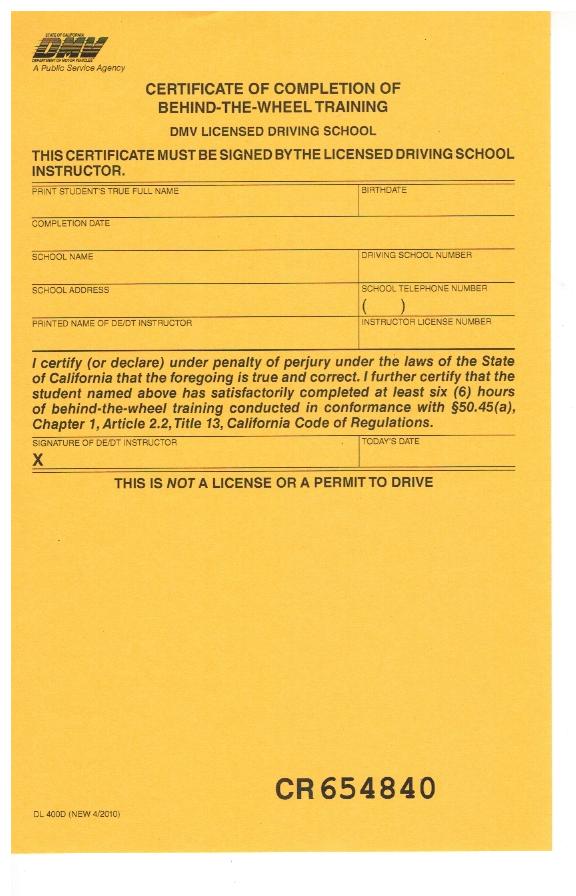 STATE OF CALIFORNIA
DMV
DEPARTMENT OF MOTOR VEHICLES
A Public Service Agency
CERTIFICATE OF COMPLETION OF
BEHIND-THE-WHEEL TRAINING
DMV LICENSED DRIVING SCHOOL
THIS CERTIFICATE MUST BE SIGNED BY THE LICENSED DRIVING SCHOOL
INSTRUCTOR.
PRINT STUDENT'S TRUE FULL NAME BIRTHDATE
COMPLETION DATE
SCHOOL NAME DRIVING SCHOOL NUMBER
SCHOOL ADDRESS SCHOOL TELEPHONE NUMBER
( )
PRINTED NAME OF DE/DT INSTRUCTOR INSTRUCTOR LICENSE NUMBER
I certify (or declare) under penalty of perjury under the laws of the State
of California that the foregoing is true and correct. I further certify that the
student named above has satisfactorily completed at least six (6) hours
of behind-the-wheel training conducted in conformance with §50.45(a),
Chapter 1, Article 2.2, Title 13, California Code of Regulations.
SIGNATURE OF DE/DT INSTRUCTOR TODAY'S DATE
X
THIS IS NOT A LICENSE OR A PERMIT TO DRIVE
CR 654840
DL 400D (NEW 4/2010)